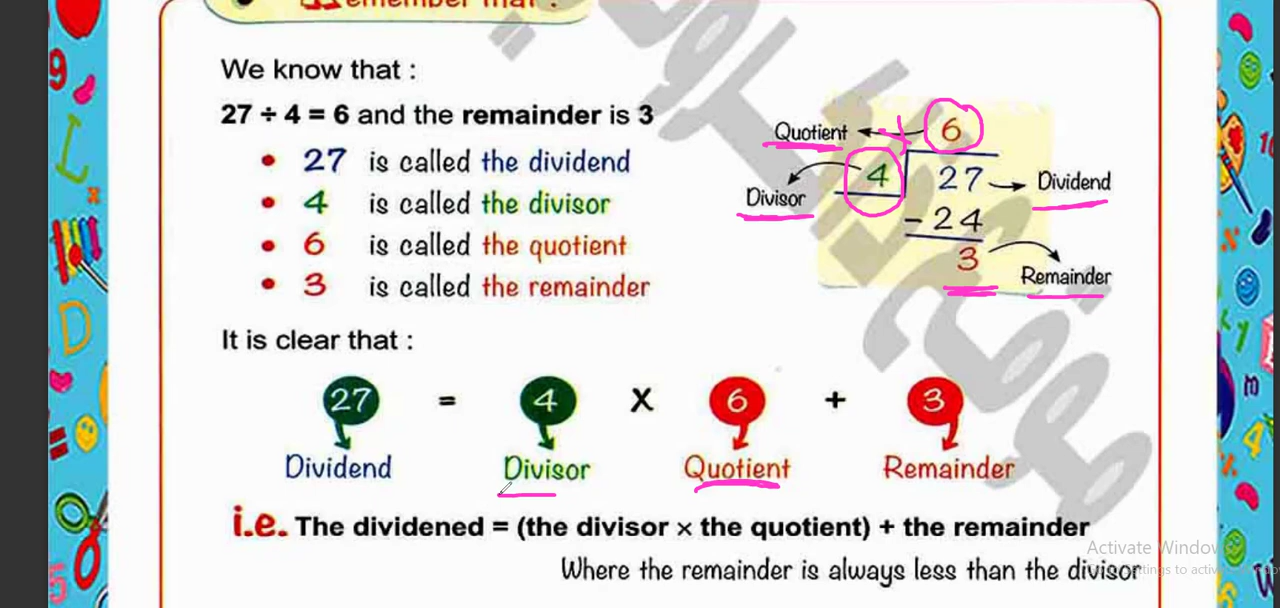 Remember that :
We know that :
27 ÷ 4 = 6 and the remainder is 3
• 27 is called the dividend
• 4 is called the divisor
• 6 is called the quotient
• 3 is called the remainder
Quotient 6
4 27 Dividend
Divisor
- 24
3
Remainder
It is clear that :
27 = 4 X 6 + 3
Dividend Divisor Quotient Remainder
i.e. The dividened = (the divisor × the quotient) + the remainder
Where the remainder is always less than the divisor
Activate Windows